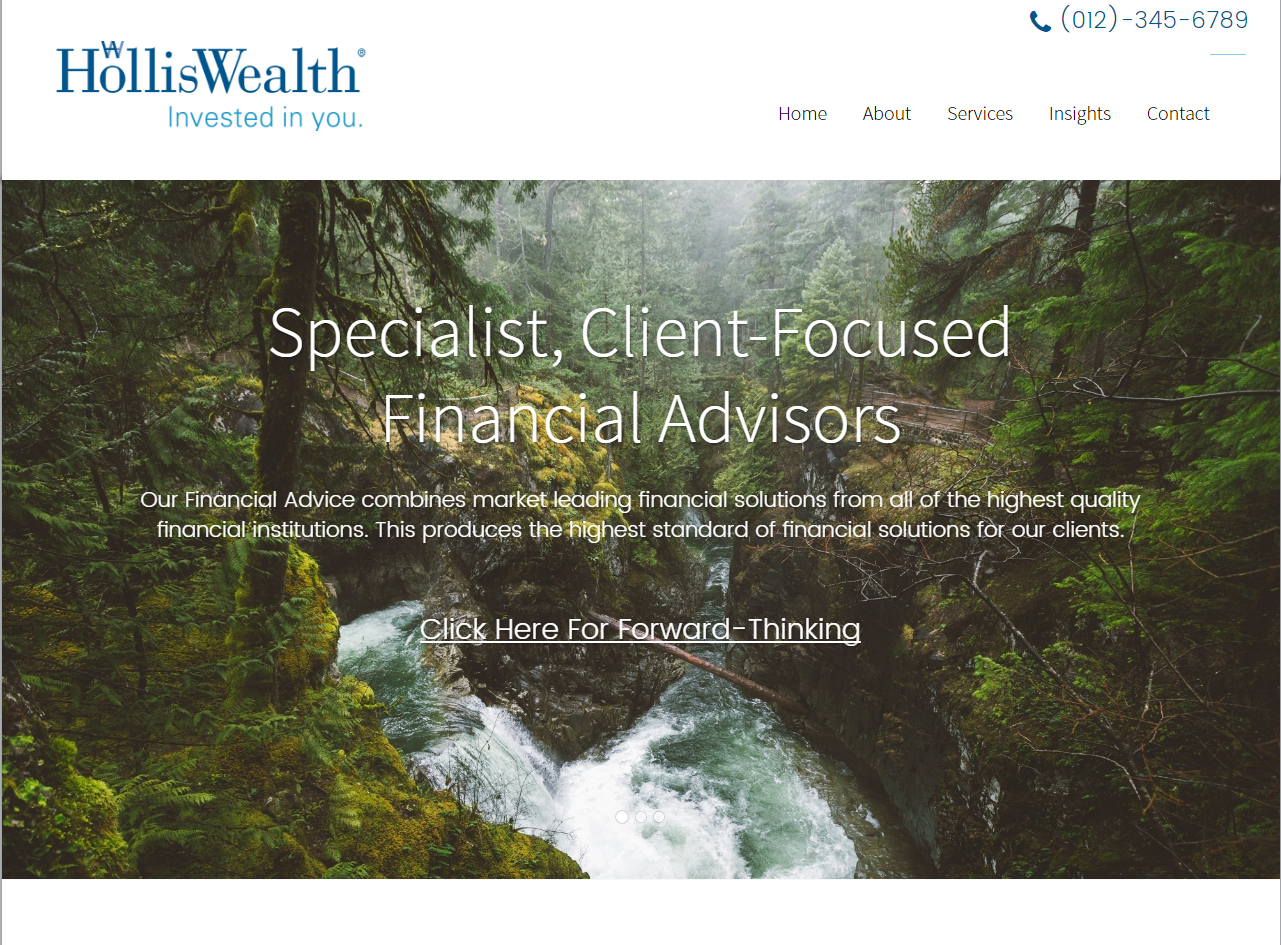 (012)-345-6789
HollisWealth®
Invested in you.
Home About Services Insights Contact
Specialist, Client-Focused
Financial Advisors
Our Financial Advice combines market leading financial solutions from all of the highest quality
financial institutions. This produces the highest standard of financial solutions for our clients.
Click Here For Forward-Thinking